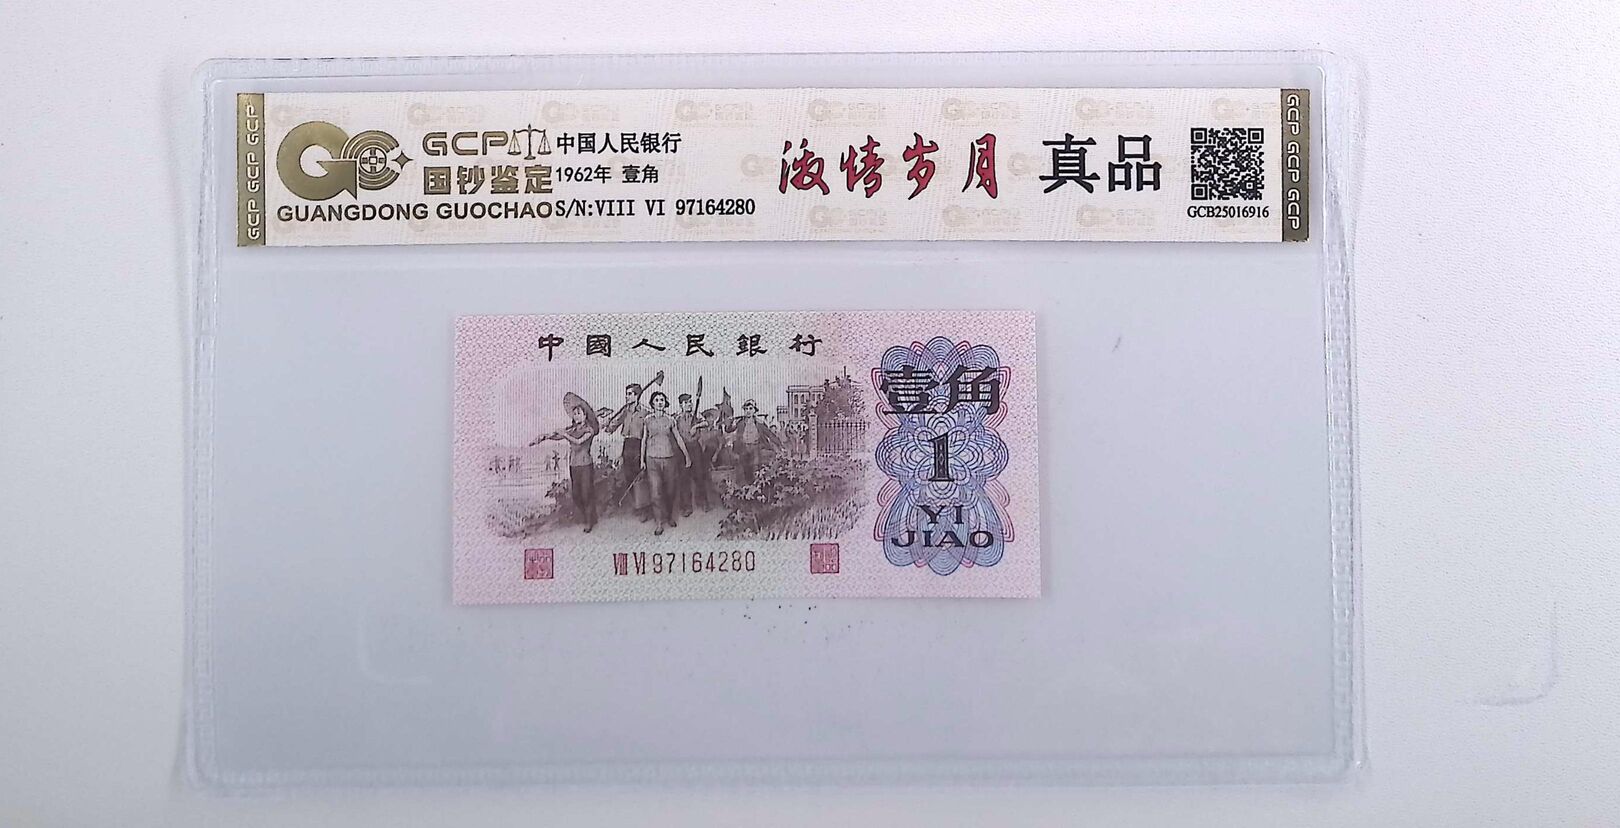 GCP GCP GCP
GCP
国钞鉴定
GUANGDONG GUOCHAO
中国人民银行
1962年 壹角
S/N:VIII VI 97164280
激情岁月 真品
GCB25016916
GCP GCP GCP
中國人民銀行
壹角
1
YI
JIAO
VIII VI 97164280